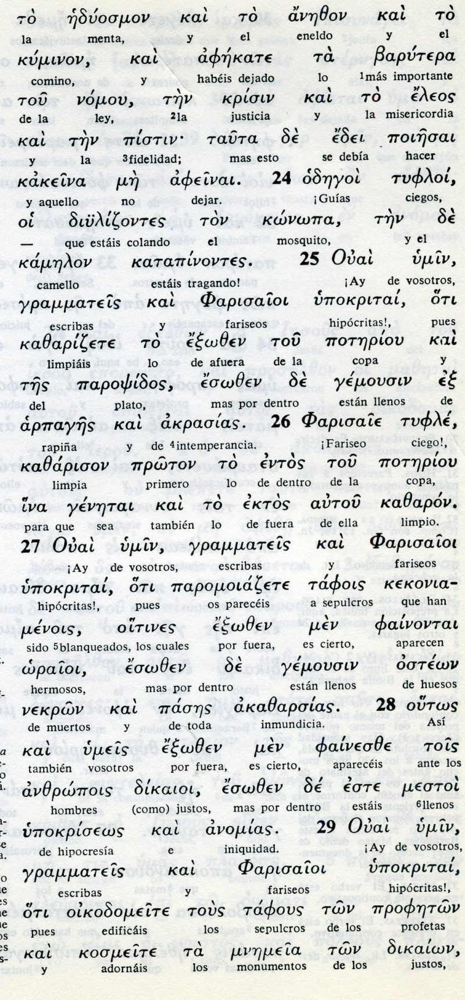 τὸ ἡδύοσμον καὶ τὸ ἄνηθον καὶ τὸ
la menta, y el eneldo y el
κύμινον, καὶ ἀφήκατε τὰ βαρύτερα
comino, y habéis dejado lo 1más importante
τοῦ νόμου, τὴν κρίσιν καὶ τὸ ἔλεος
de la ley, 2la justicia y la misericordia
καὶ τὴν πίστιν· ταῦτα δὲ ἔδει ποιῆσαι
y la 3fidelidad; mas esto se debía hacer
κἀκεῖνα μὴ ἀφεῖναι. 24 ὁδηγοὶ τυφλοί,
y aquello no dejar. ¡Guías ciegos,
οἱ διϋλίζοντες τὸν κώνωπα, τὴν δὲ
— que estáis colando el mosquito, y el
κάμηλον καταπίνοντες. 25 Οὐαὶ ὑμῖν,
camello estáis tragando! ¡Ay de vosotros,
γραμματεῖς καὶ Φαρισαῖοι ὑποκριταί, ὅτι
escribas y fariseos hipócritas!, pues
καθαρίζετε τὸ ἔξωθεν τοῦ ποτηρίου καὶ
limpiáis lo de afuera de la copa y
τῆς παροψίδος, ἔσωθεν δὲ γέμουσιν ἐξ
del plato, mas por dentro están llenos de
ἁρπαγῆς καὶ ἀκρασίας. 26 Φαρισαῖε τυφλέ,
rapiña y de 4intemperancia. ¡Fariseo ciego!,
καθάρισον πρῶτον τὸ ἐντὸς τοῦ ποτηρίου
limpia primero lo de dentro de la copa,
ἵνα γένηται καὶ τὸ ἐκτὸς αὐτοῦ καθαρόν.
para que sea también lo de fuera de ella limpio.
27 Οὐαὶ ὑμῖν, γραμματεῖς καὶ Φαρισαῖοι
¡Ay de vosotros, escribas y fariseos
ὑποκριταί, ὅτι παρομοιάζετε τάφοις κεκονια-
hipócritas!, pues os parecéis a sepulcros que han
μένοις, οἵτινες ἔξωθεν μὲν φαίνονται
sido 5blanqueados, los cuales por fuera, es cierto, aparecen
ὡραῖοι, ἔσωθεν δὲ γέμουσιν ὀστέων
hermosos, mas por dentro están llenos de huesos
νεκρῶν καὶ πάσης ἀκαθαρσίας. 28 οὕτως
de muertos y de toda inmundicia. Así
καὶ ὑμεῖς ἔξωθεν μὲν φαίνεσθε τοῖς
también vosotros por fuera, es cierto, aparecéis ante los
ἀνθρώποις δίκαιοι, ἔσωθεν δέ ἐστε μεστοὶ
hombres (como) justos, mas por dentro estáis 6llenos
ὑποκρίσεως καὶ ἀνομίας. 29 Οὐαὶ ὑμῖν,
de hipocresía e iniquidad. ¡Ay de vosotros,
γραμματεῖς καὶ Φαρισαῖοι ὑποκριταί,
escribas y fariseos hipócritas!,
ὅτι οἰκοδομεῖτε τοὺς τάφους τῶν προφητῶν
pues edificáis los sepulcros de los profetas
καὶ κοσμεῖτε τὰ μνημεῖα τῶν δικαίων,
y adornáis los monumentos de los justos,